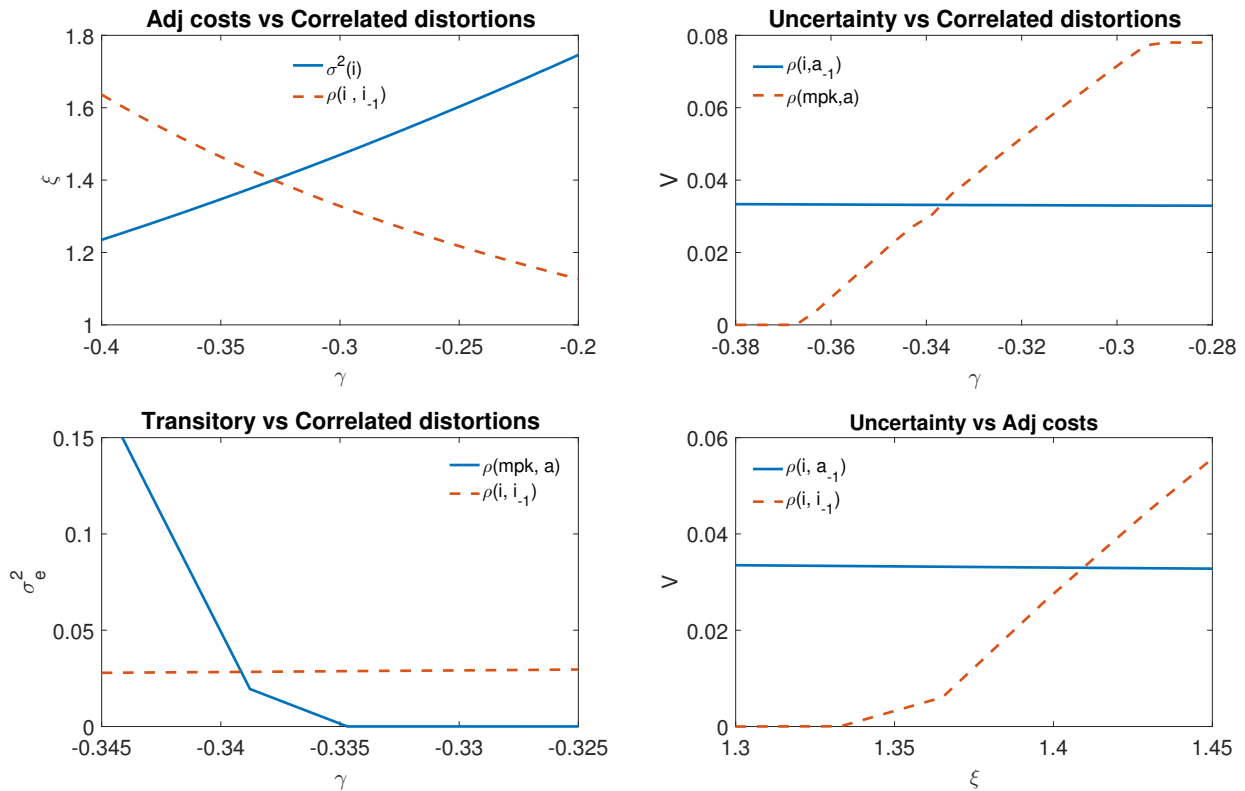 Adj costs vs Correlated distortions
1.8
1.6
1.4
1.2
1
ξ
σ²(i)
ρ(i , i₋₁)
-0.4 -0.35 -0.3 -0.25 -0.2
γ
Uncertainty vs Correlated distortions
0.08
0.06
0.04
0.02
0
V
ρ(i,a₋₁)
ρ(mpk,a)
-0.38 -0.36 -0.34 -0.32 -0.3 -0.28
γ
Transitory vs Correlated distortions
0.15
0.1
0.05
0
σ²ₑ
ρ(mpk, a)
ρ(i, i₋₁)
-0.345 -0.34 -0.335 -0.33 -0.325
γ
Uncertainty vs Adj costs
0.06
0.04
0.02
0
V
ρ(i, a₋₁)
ρ(i, i₋₁)
1.3 1.35 1.4 1.45
ξ